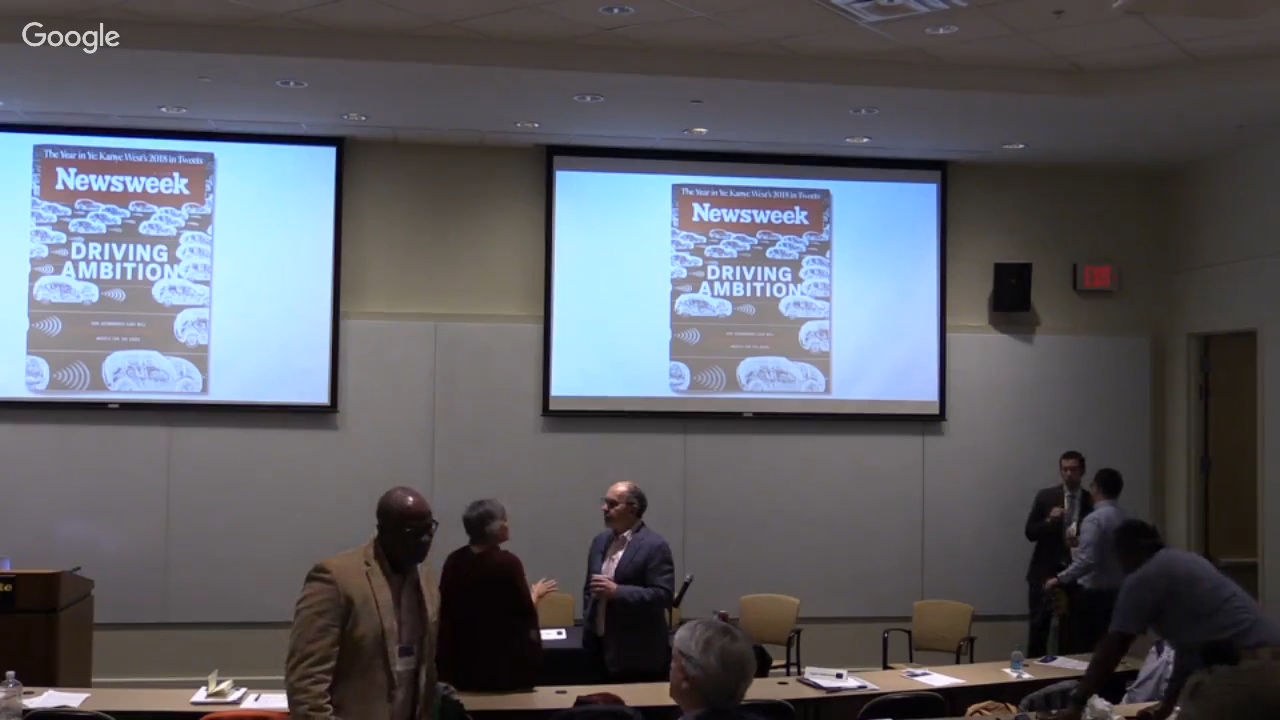 Google
The Year in Ye: Kanye West's 2018 in Tweets
Newsweek
DRIVING
AMBITION
The Year in Ye: Kanye West's 2018 in Tweets
Newsweek
DRIVING
AMBITION
EXIT